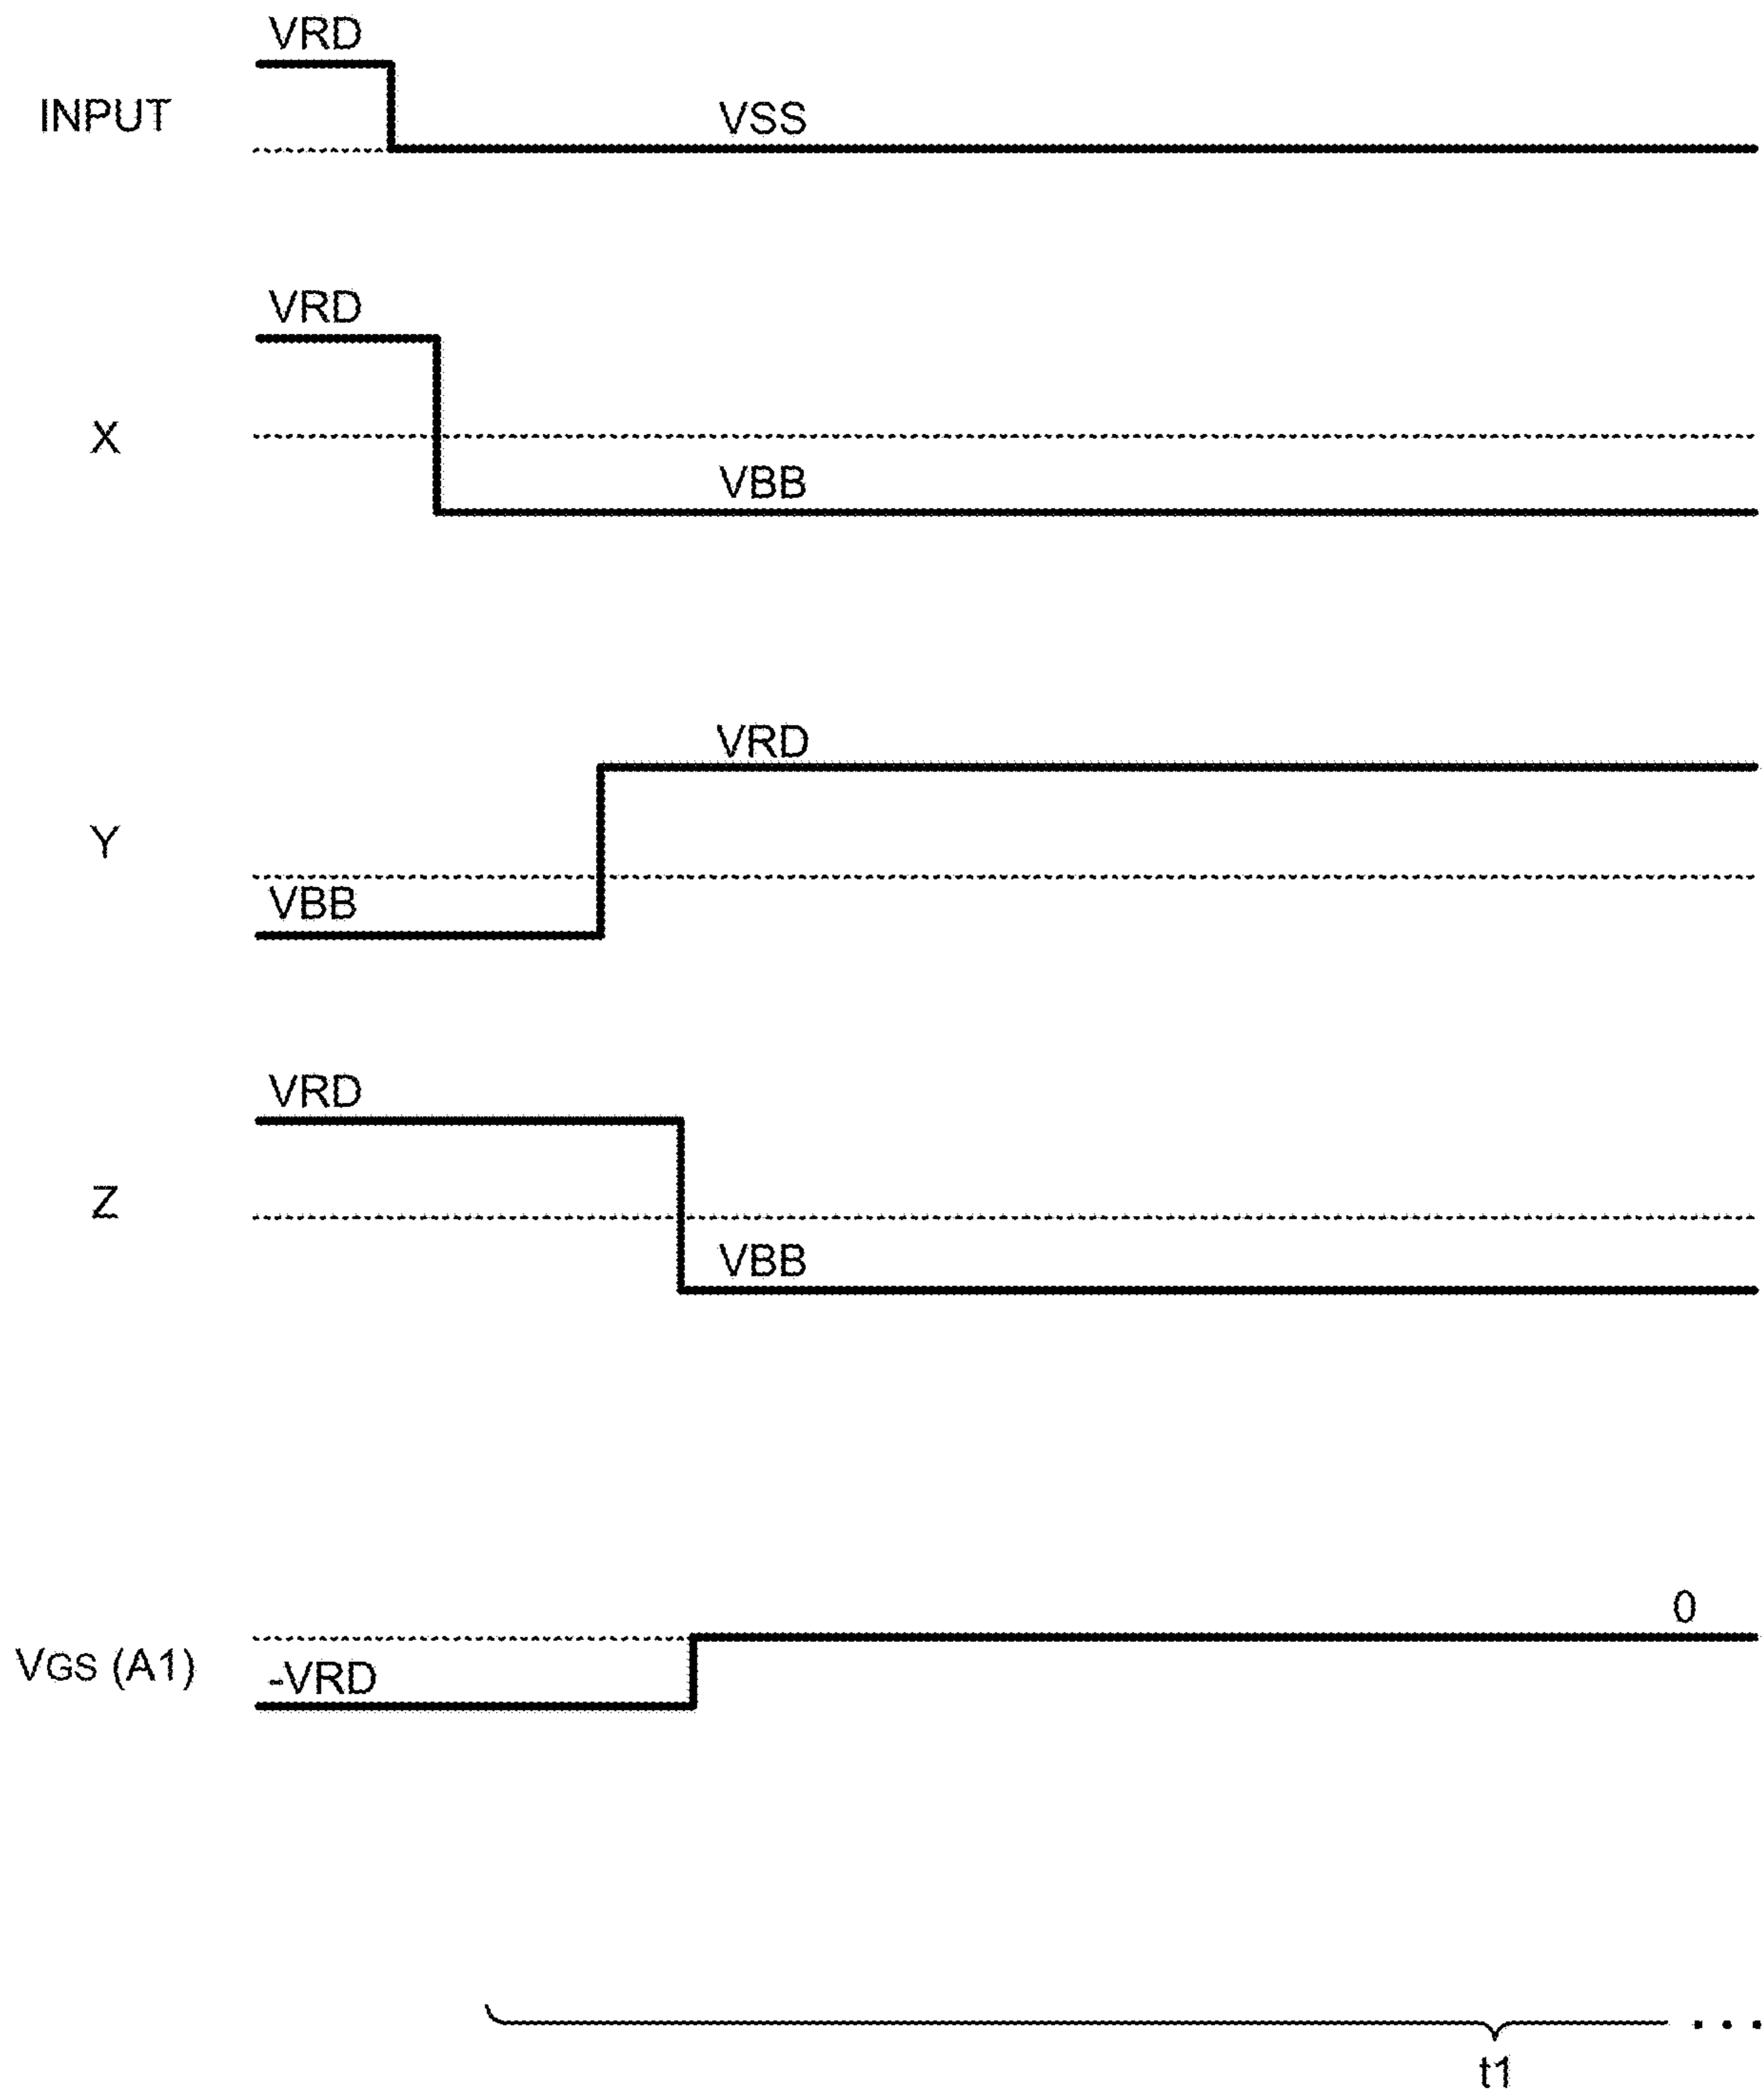 VRD
INPUT
VSS
VRD
X
VBB
VRD
Y
VBB
VRD
Z
VBB
0
VGS (A1)
-VRD
...
t1